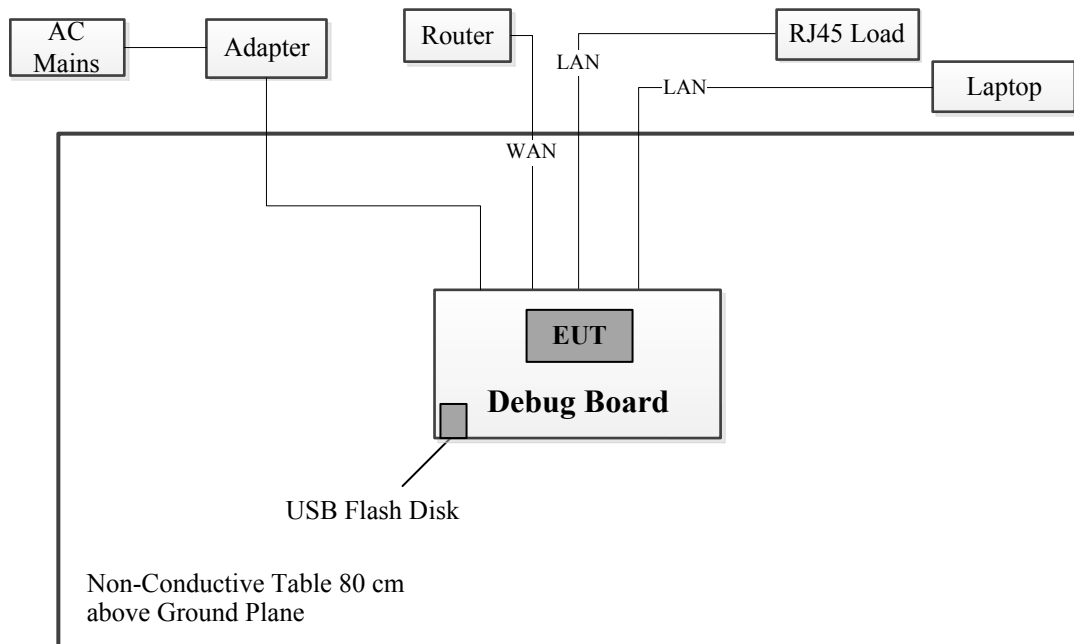 AC
Mains
Adapter
Router
RJ45 Load
LAN
LAN
Laptop
WAN
EUT
Debug Board
USB Flash Disk
Non-Conductive Table 80 cm
above Ground Plane